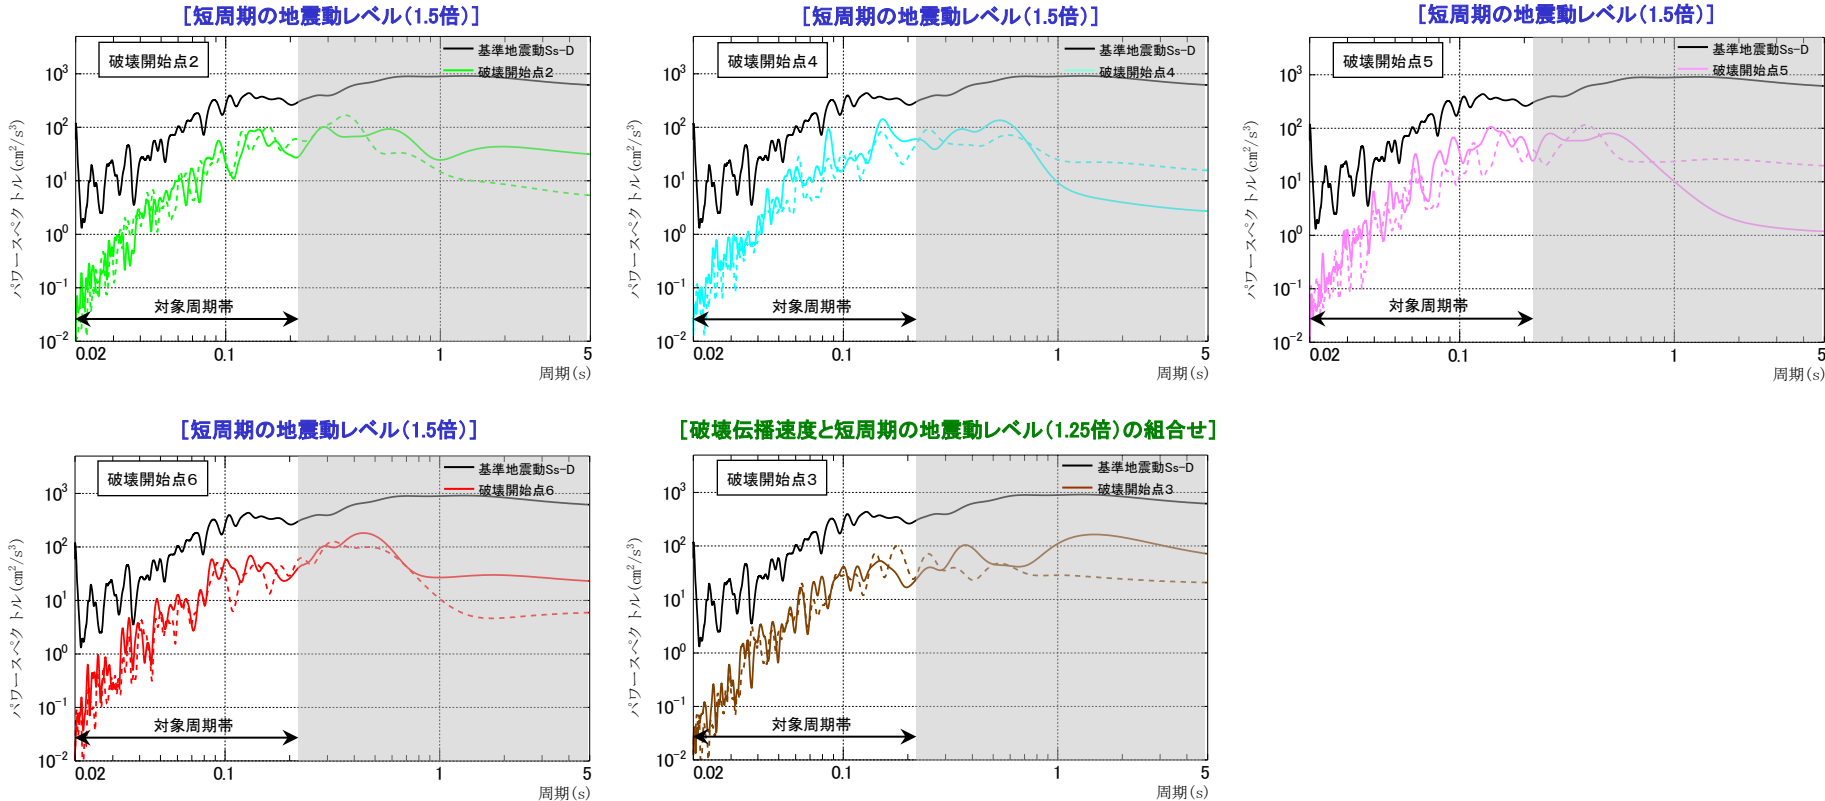 [短周期の地震動レベル(1.5倍)]
破壊開始点2
基準地震動Ss-D
破壊開始点2
パワースペクトル(cm²/s³)
10³
10²
10¹
10⁰
10⁻¹
10⁻²
対象周期帯
0.02
0.1
1
5
周期(s)
[短周期の地震動レベル(1.5倍)]
破壊開始点4
基準地震動Ss-D
破壊開始点4
パワースペクトル(cm²/s³)
10³
10²
10¹
10⁰
10⁻¹
10⁻²
対象周期帯
0.02
0.1
1
5
周期(s)
[短周期の地震動レベル(1.5倍)]
破壊開始点5
基準地震動Ss-D
破壊開始点5
パワースペクトル(cm²/s³)
10³
10²
10¹
10⁰
10⁻¹
10⁻²
対象周期帯
0.02
0.1
1
5
周期(s)
[短周期の地震動レベル(1.5倍)]
破壊開始点6
基準地震動Ss-D
破壊開始点6
パワースペクトル(cm²/s³)
10³
10²
10¹
10⁰
10⁻¹
10⁻²
対象周期帯
0.02
0.1
1
5
周期(s)
[破壊伝播速度と短周期の地震動レベル(1.25倍)の組合せ]
破壊開始点3
基準地震動Ss-D
破壊開始点3
パワースペクトル(cm²/s³)
10³
10²
10¹
10⁰
10⁻¹
10⁻²
対象周期帯
0.02
0.1
1
5
周期(s)